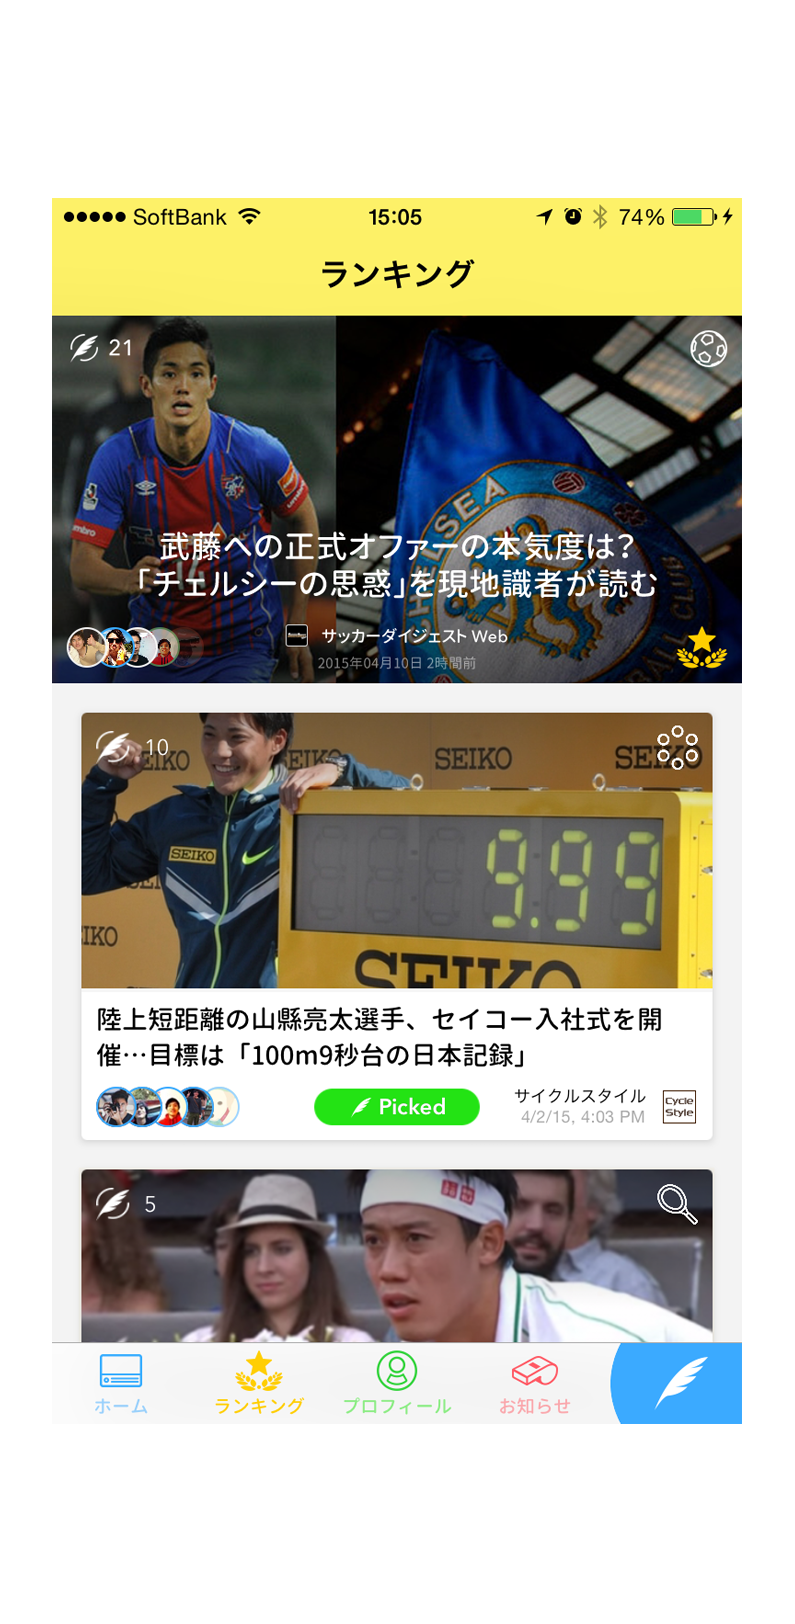 SoftBank 15:05 74%
ランキング
21
CHELSEA
武藤への正式オファーの本気度は？
「チェルシーの思惑」を現地識者が読む
サッカーダイジェスト Web
2015年04月10日 2時間前
10
SEIKO
SEIKO
SEIKO
SEIKO
9.99
SEIKO
陸上短距離の山縣亮太選手、セイコー入社式を開
催…目標は「100m9秒台の日本記録」
Picked
サイクルスタイル
4/2/15, 4:03 PM
Cycle
Style
5
ホーム ランキング プロフィール お知らせ